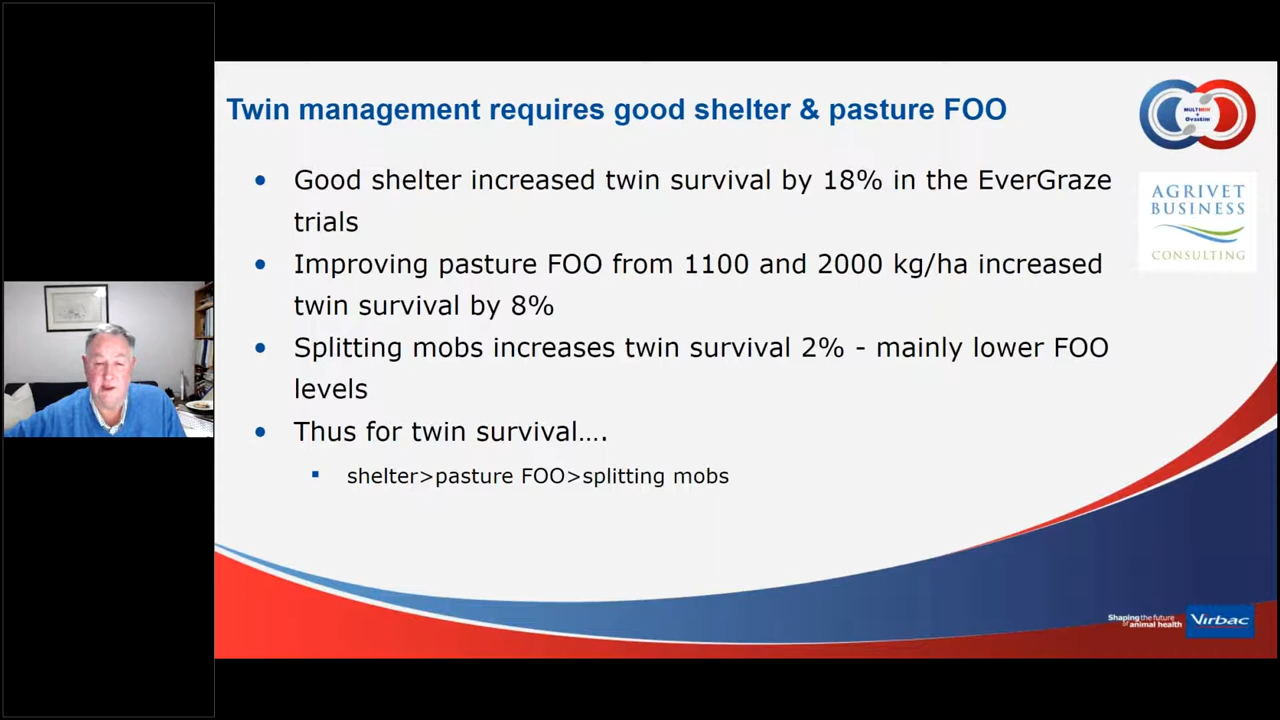 Twin management requires good shelter & pasture FOO
MULTIMIN
+
Ovaskim
AGRIVET
BUSINESS
CONSULTING
• Good shelter increased twin survival by 18% in the EverGraze
trials
• Improving pasture FOO from 1100 and 2000 kg/ha increased
twin survival by 8%
• Splitting mobs increases twin survival 2% - mainly lower FOO
levels
• Thus for twin survival….
▪ shelter>pasture FOO>splitting mobs
Shaping the future
of animal health
Virbac